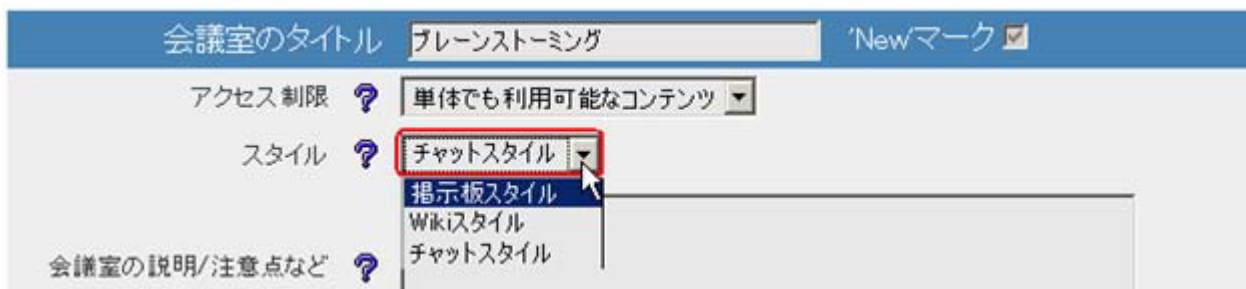 会議室のタイトル ブレーンストーミング 'New'マーク
アクセス制限 ? 単体でも利用可能なコンテンツ
スタイル ? チャットスタイル
掲示板スタイル
Wikiスタイル
チャットスタイル
会議室の説明/注意点など ?